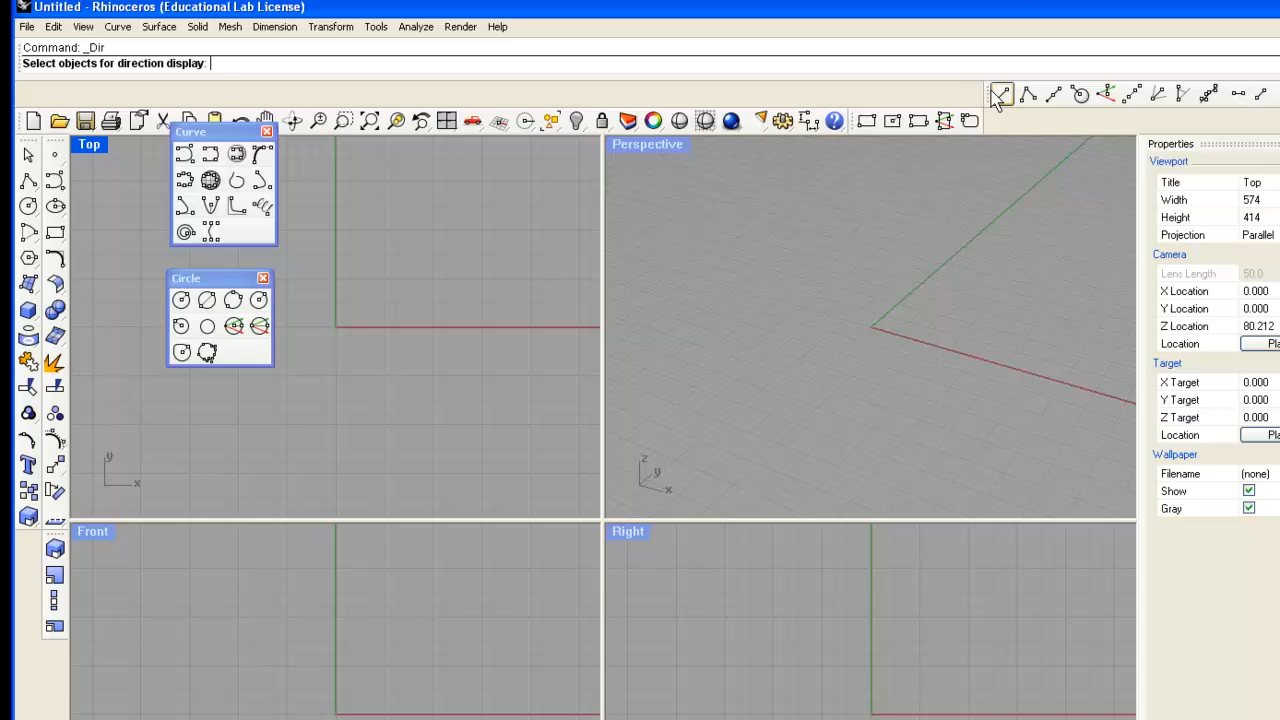 Untitled - Rhinoceros (Educational Lab License)
File Edit View Curve Surface Solid Mesh Dimension Transform Tools Analyze Render Help
Command: _Dir
Select objects for direction display:
Curve
Circle
Top
Perspective
Front
Right
y
x
z
y
x
Properties
Viewport
Title Top
Width 574
Height 414
Projection Parallel
Camera
Lens Length 50.0
X Location 0.000
Y Location 0.000
Z Location 80.212
Location Pla
Target
X Target 0.000
Y Target 0.000
Z Target 0.000
Location Pla
Wallpaper
Filename (none)
Show
Gray